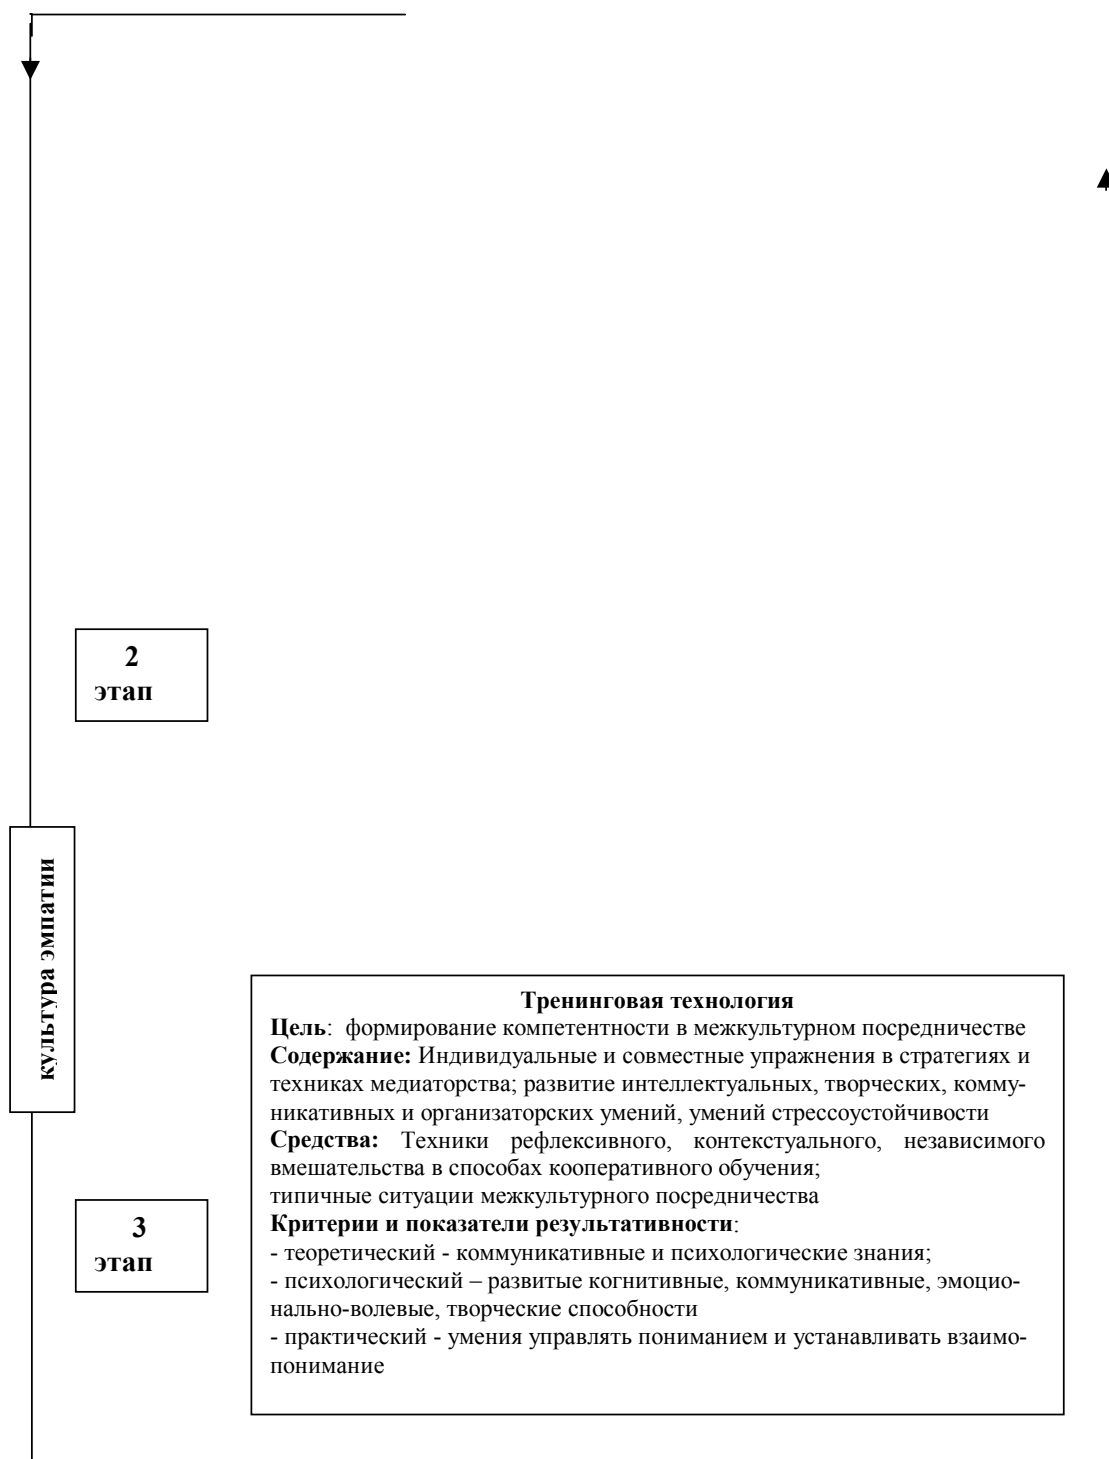 2
этап
культура эмпатии
Тренинговая технология
Цель:  формирование компетентности в межкультурном посредничестве
Содержание: Индивидуальные и совместные упражнения в стратегиях и
техниках медиаторства; развитие интеллектуальных, творческих, комму-
никативных и организаторских умений, умений стрессоустойчивости
Средства: Техники рефлексивного, контекстуального, независимого
вмешательства в способах кооперативного обучения;
типичные ситуации межкультурного посредничества
Критерии и показатели результативности:
- теоретический - коммуникативные и психологические знания;
- психологический – развитые когнитивные, коммуникативные, эмоцио-
нально-волевые, творческие способности
- практический - умения управлять пониманием и устанавливать взаимо-
понимание
3
этап